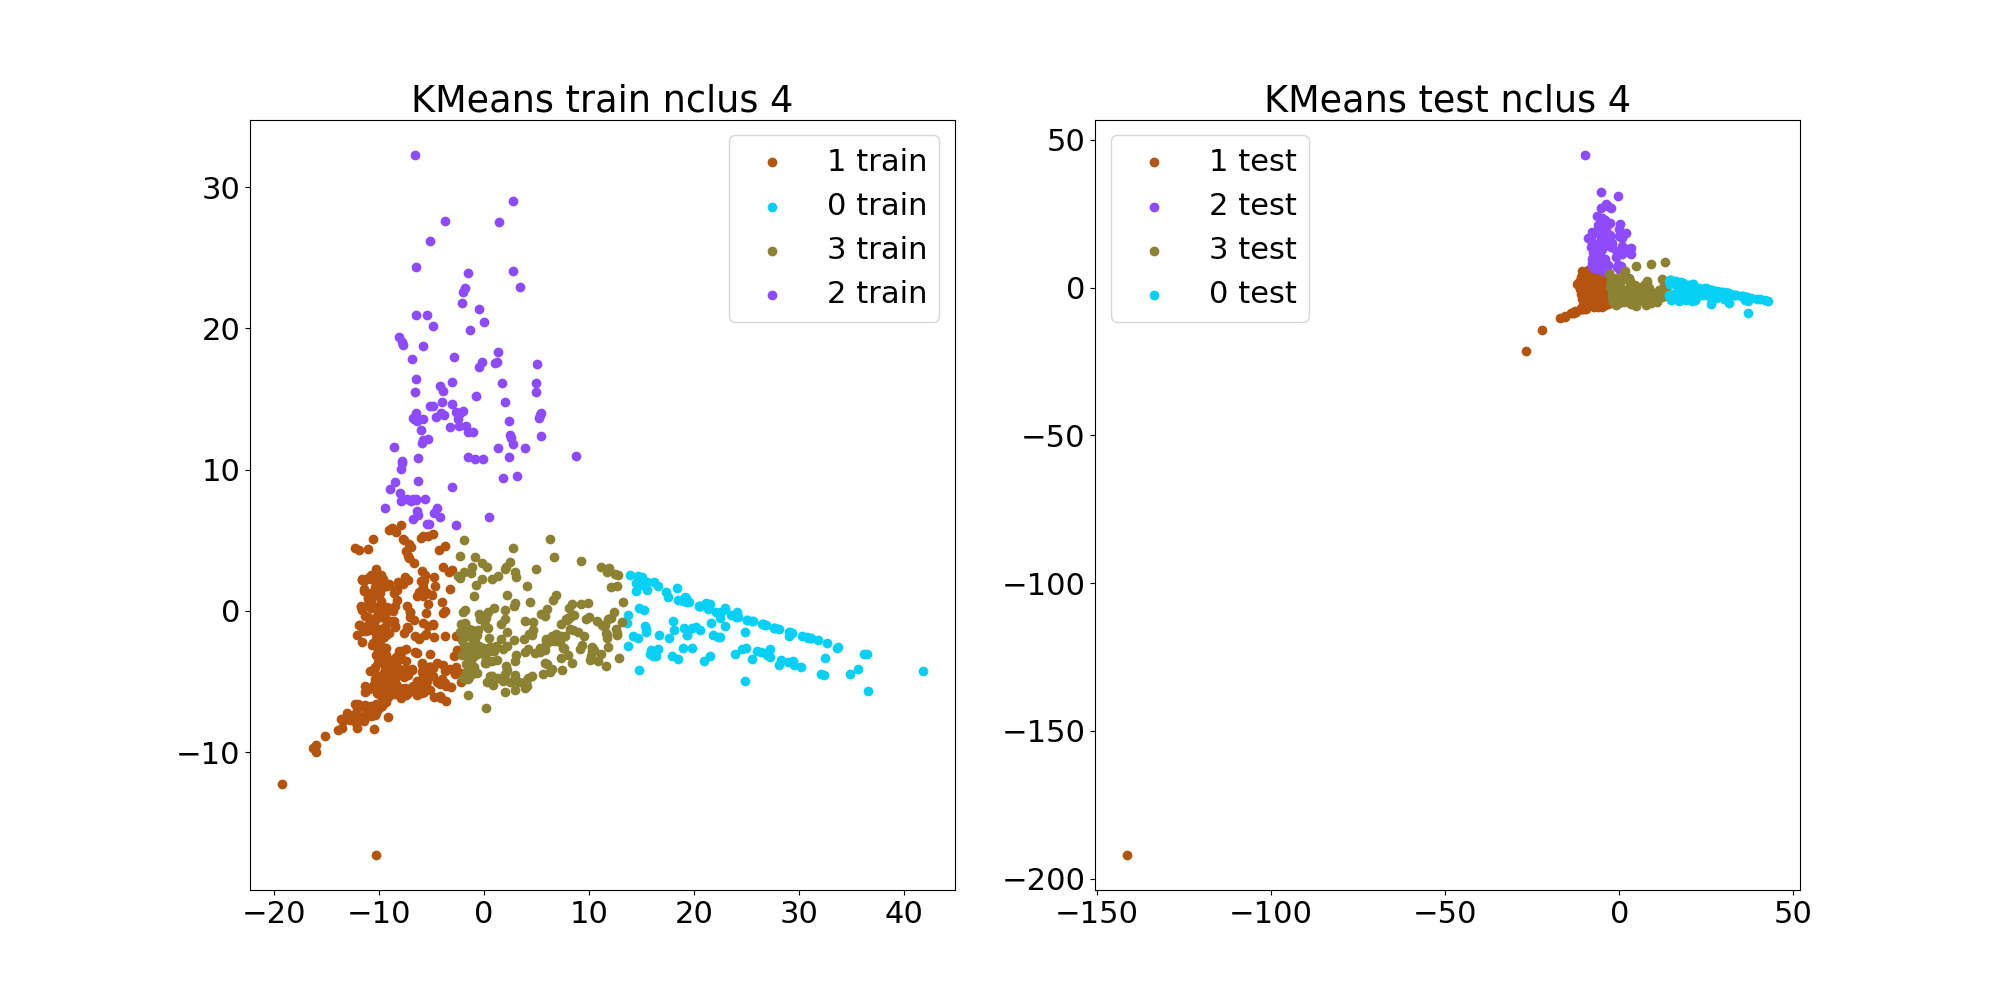 KMeans train nclus 4
1 train
0 train
3 train
2 train
30
20
10
0
−10
−20 −10 0 10 20 30 40
KMeans test nclus 4
1 test
2 test
3 test
0 test
50
0
−50
−100
−150
−200
−150 −100 −50 0 50